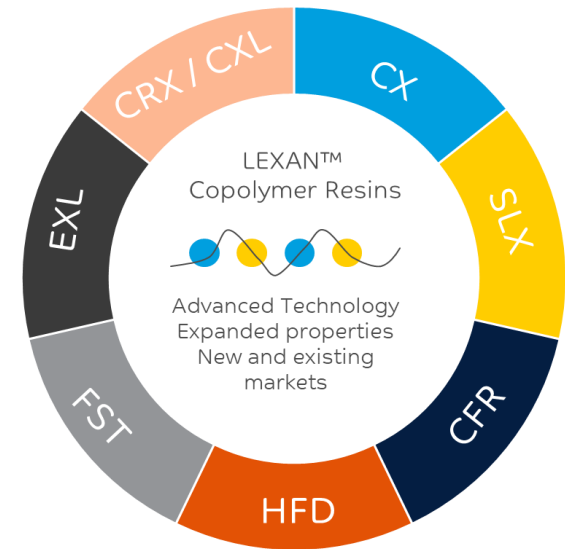 CRX / CXL
CX
SLX
CFR
HFD
FST
EXL
LEXAN™
Copolymer Resins
Advanced Technology
Expanded properties
New and existing
markets